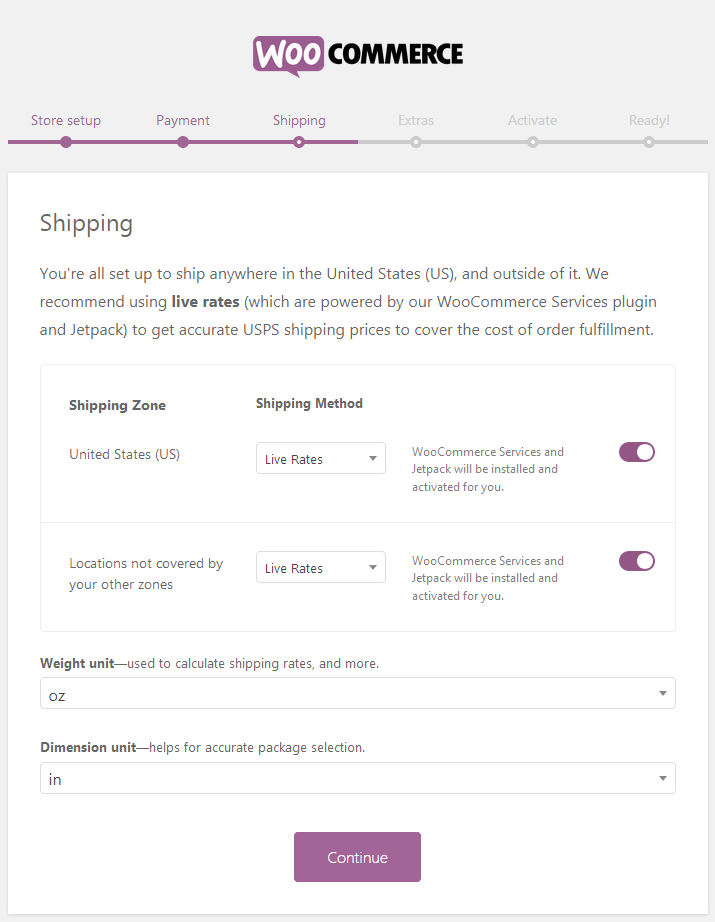 WOO COMMERCE
Store setup Payment Shipping Extras Activate Ready!
Shipping
You're all set up to ship anywhere in the United States (US), and outside of it. We
recommend using live rates (which are powered by our WooCommerce Services plugin
and Jetpack) to get accurate USPS shipping prices to cover the cost of order fulfillment.
Shipping Zone Shipping Method
United States (US)
Live Rates
WooCommerce Services and
Jetpack will be installed and
activated for you.
Locations not covered by
your other zones
Live Rates
WooCommerce Services and
Jetpack will be installed and
activated for you.
Weight unit—used to calculate shipping rates, and more.
oz
Dimension unit—helps for accurate package selection.
in
Continue